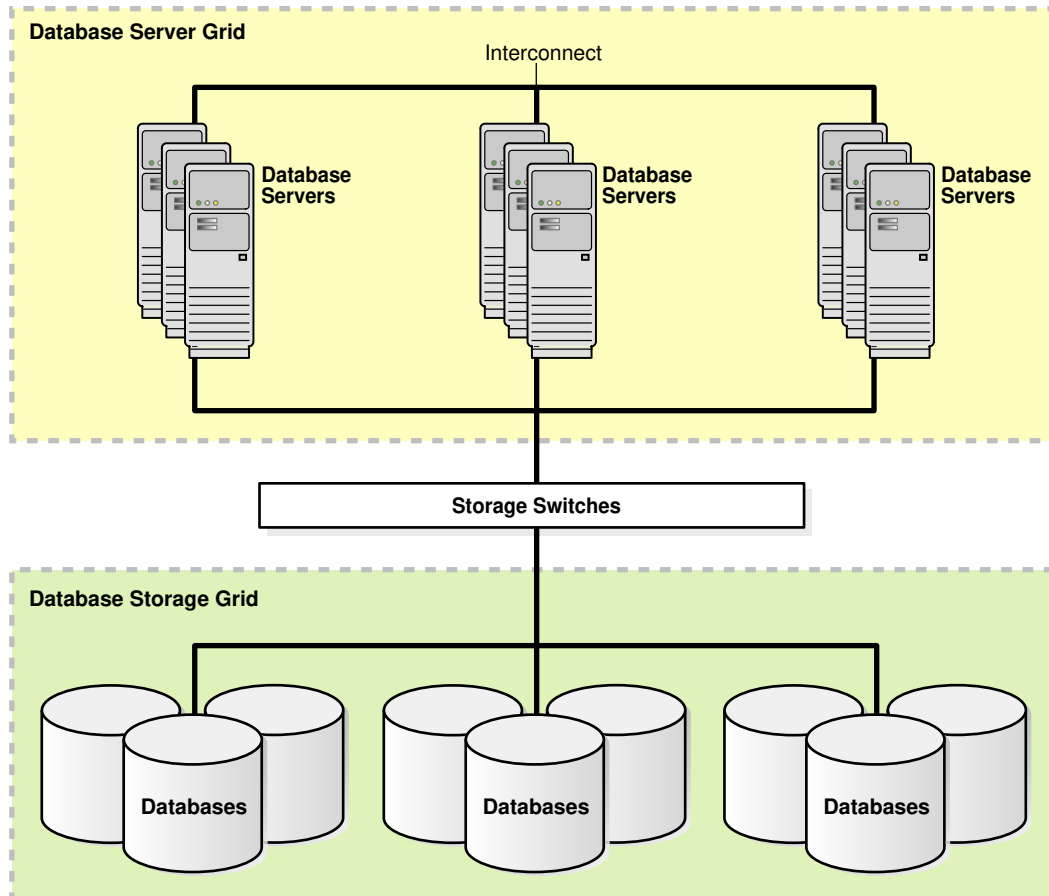 Database Server Grid
Interconnect
Database
Servers
Database
Servers
Database
Servers
Storage Switches
Database Storage Grid
Databases
Databases
Databases